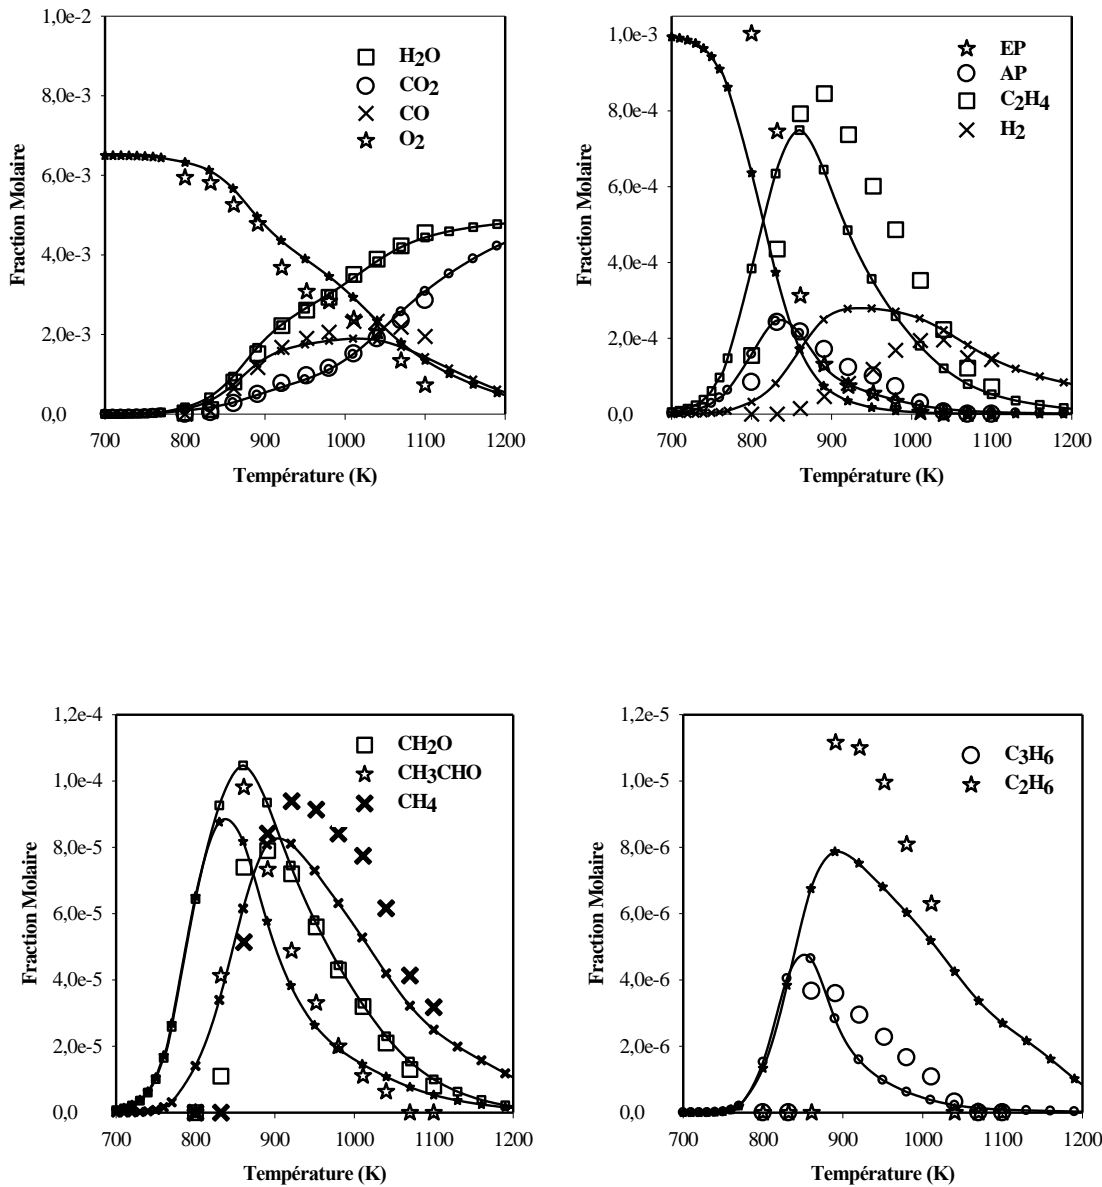 1,0e-2
8,0e-3
6,0e-3
4,0e-3
2,0e-3
0,0
700 800 900 1000 1100 1200
Fraction Molaire
Température (K)
H2O
CO2
CO
O2
1,0e-3
8,0e-4
6,0e-4
4,0e-4
2,0e-4
0,0
700 800 900 1000 1100 1200
Fraction Molaire
Température (K)
EP
AP
C2H4
H2
1,2e-4
1,0e-4
8,0e-5
6,0e-5
4,0e-5
2,0e-5
0,0
700 800 900 1000 1100 1200
Fraction Molaire
Température (K)
CH2O
CH3CHO
CH4
1,2e-5
1,0e-5
8,0e-6
6,0e-6
4,0e-6
2,0e-6
0,0
700 800 900 1000 1100 1200
Fraction Molaire
Température (K)
C3H6
C2H6